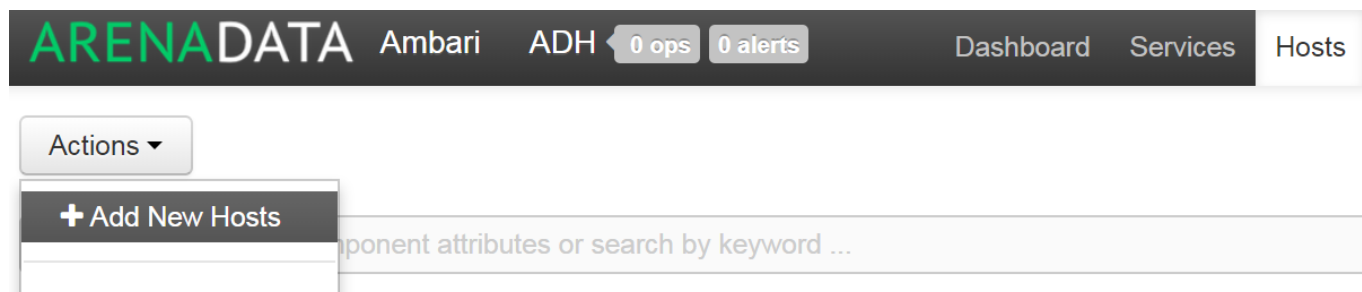 ARENADATA Ambari ADH 0 ops 0 alerts Dashboard Services Hosts
Actions
Add New Hosts
attributes or search by keyword ...